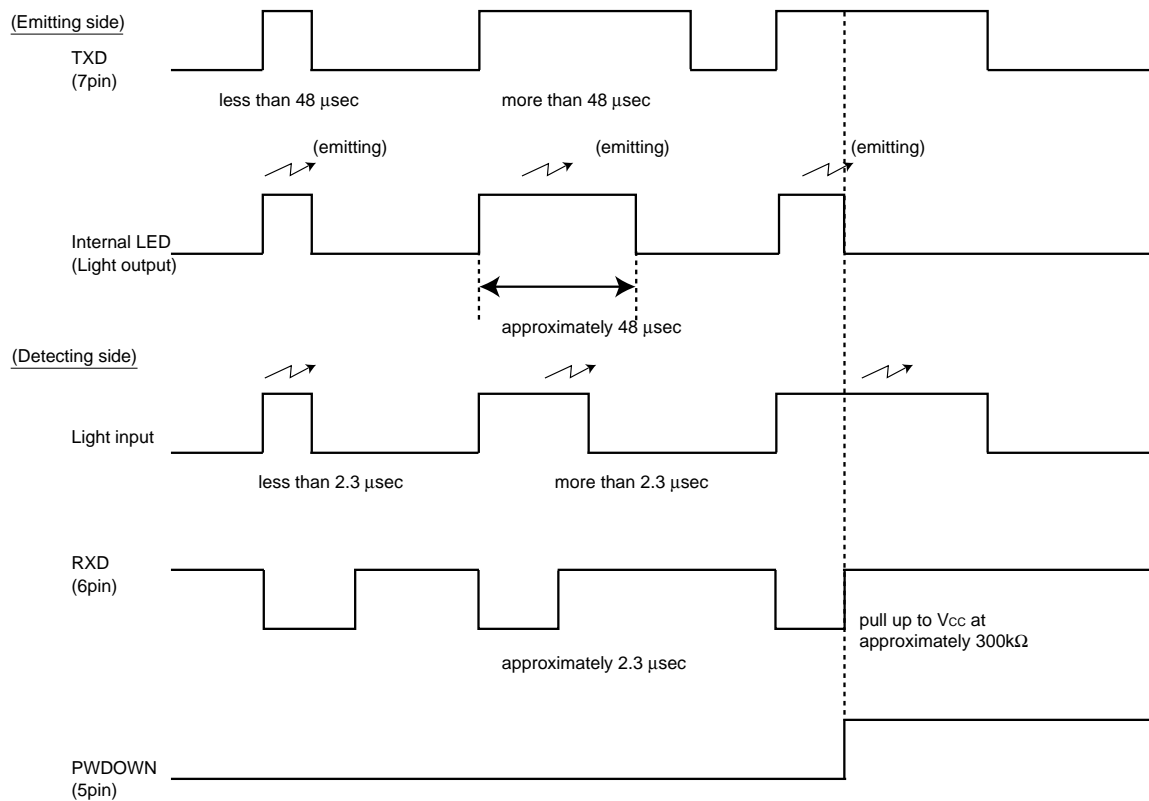 (Emitting side)
TXD
(7pin)
less than 48 μsec
more than 48 μsec
(emitting)
(emitting)
(emitting)
Internal LED
(Light output)
approximately 48 μsec
(Detecting side)
Light input
less than 2.3 μsec
more than 2.3 μsec
RXD
(6pin)
pull up to Vcc at
approximately 300kΩ
approximately 2.3 μsec
PWDOWN
(5pin)